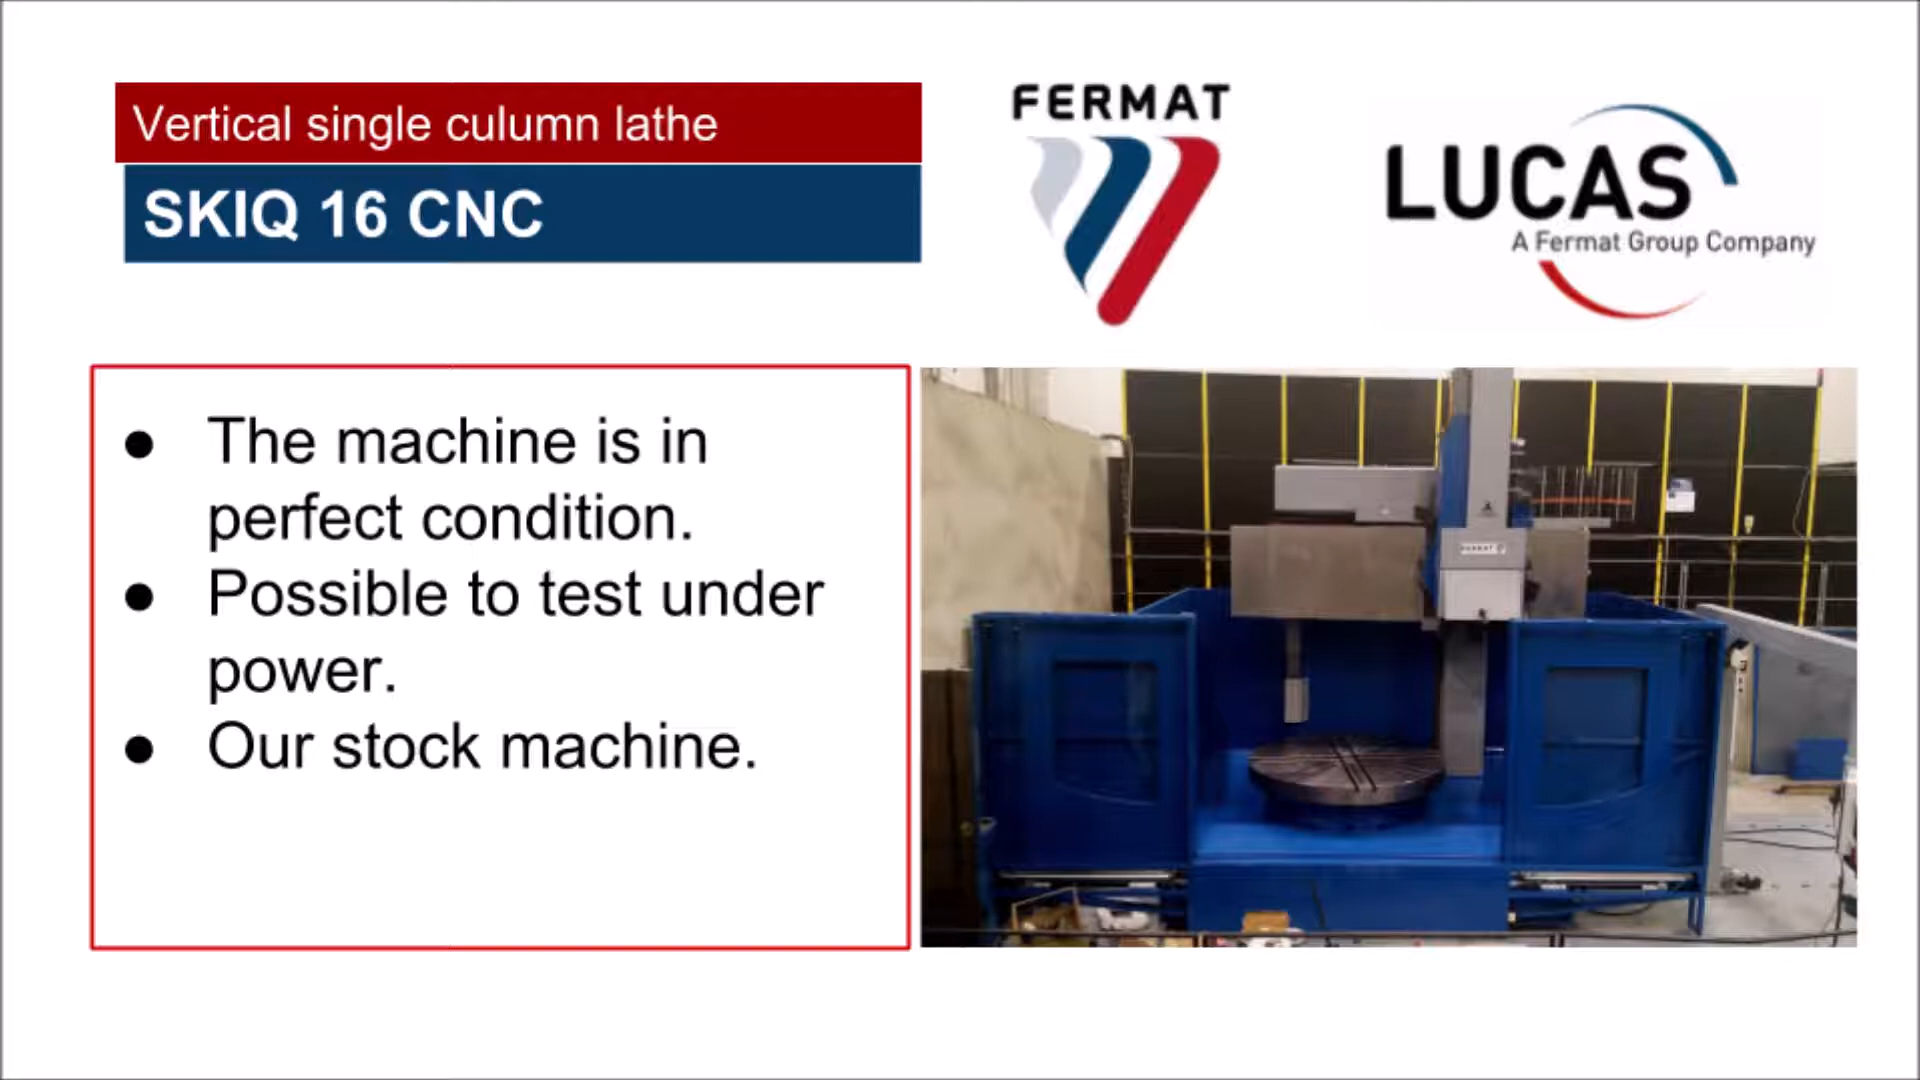 Vertical single culumn lathe
SKIQ 16 CNC
FERMAT
LUCAS
A Fermat Group Company
● The machine is in
perfect condition.
● Possible to test under
power.
● Our stock machine.
FERMAT